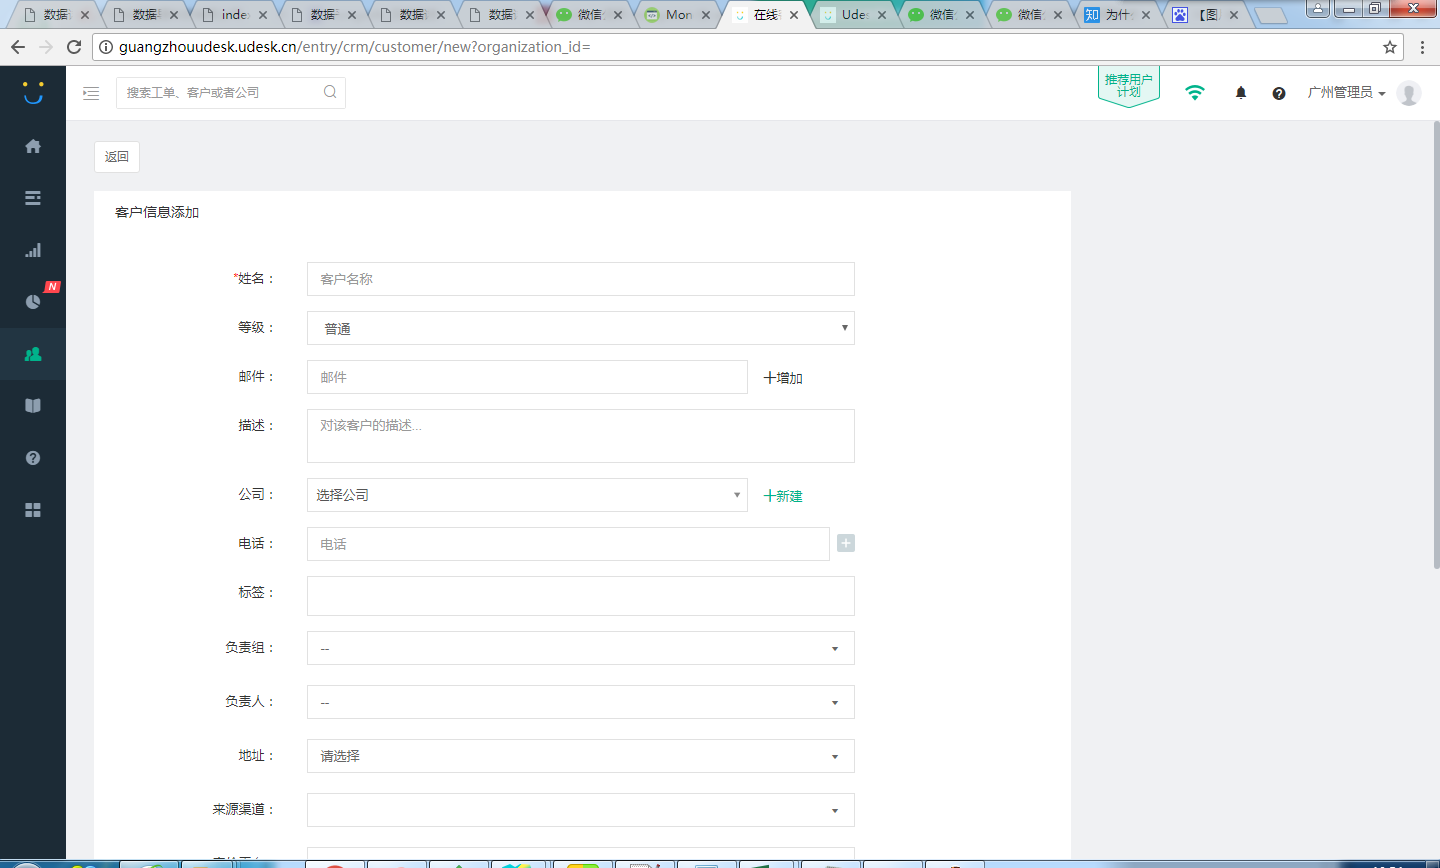 数据
数据
index
数据
数据
数据
微信
Mon
在线
Udes
微信
微信
为什
【图
guangzhouudesk.udesk.cn/entry/crm/customer/new?organization_id=
搜索工单、客户或者公司
推荐用户
计划
广州管理员
返回
N
客户信息添加
*姓名： 客户名称
等级： 普通
邮件： 邮件 十增加
描述： 对该客户的描述...
公司： 选择公司 十新建
电话： 电话
标签：
负责组： --
负责人： --
地址： 请选择
来源渠道：